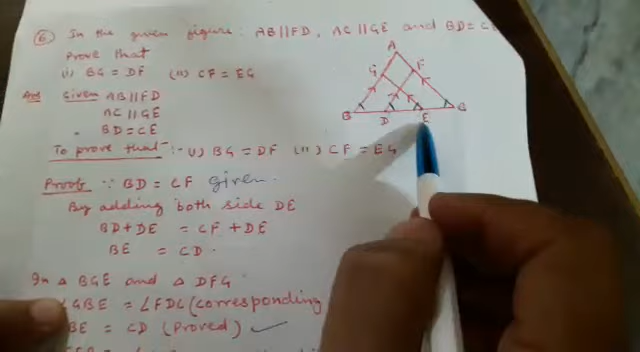 6 In the given figure. AB||FD, AC||GE and BD=CE
Prove that
(i) BG = DF (ii) CF = EG
A
G F
B D E C
Ans Given AB||FD
AC||GE
BD=CE
To prove that :- (i) BG = DF (ii) CF = EG
Proof ∵ BD = CF given.
By adding both side DE
BD+DE = CF +DE
BE = CD.
In △ BGE and △ DFC
∠GBE = ∠FDC (corresponding
BE = CD (Proved)